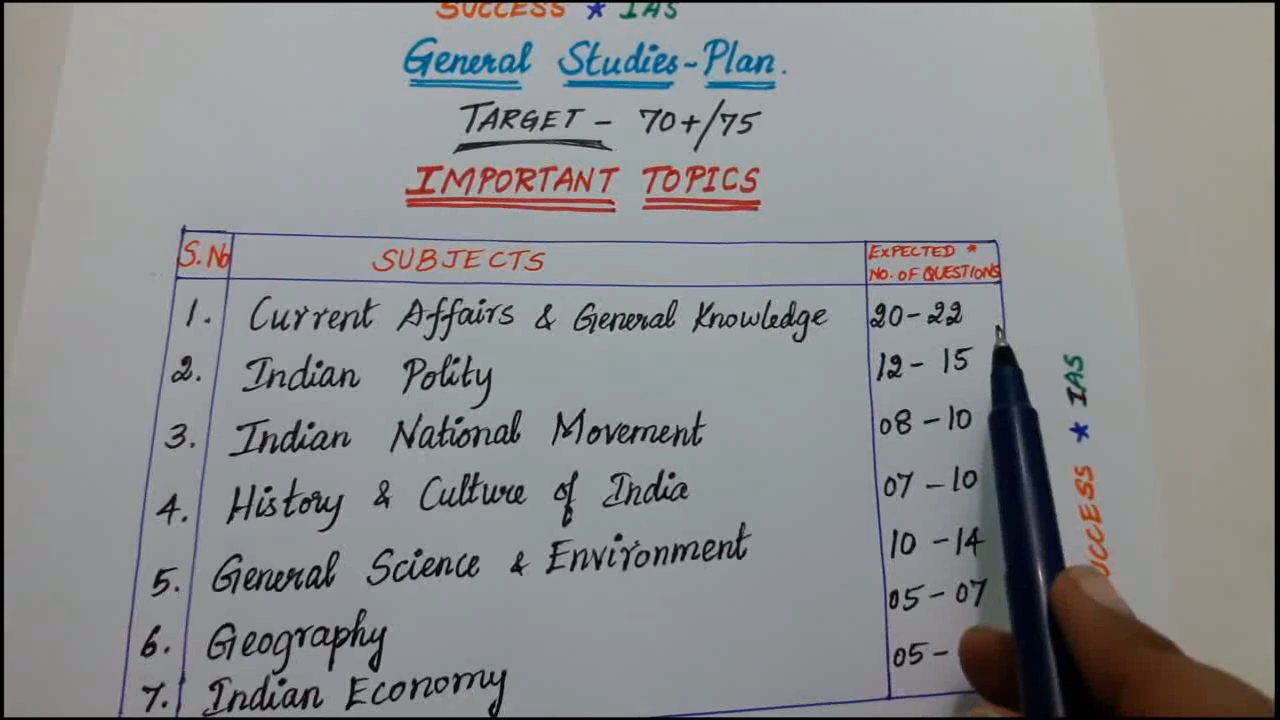 SUCCESS * IAS
General Studies-Plan.
TARGET - 70+/75
IMPORTANT TOPICS
S.No SUBJECTS EXPECTED *
NO. OF QUESTIONS
1. Current Affairs & General Knowledge 20-22
2. Indian Polity 12-15
3. Indian National Movement 08-10
4. History & Culture of India 07-10
5. General Science & Environment 10-14
6. Geography 05-07
7. Indian Economy 05-
UCCESS * IAS